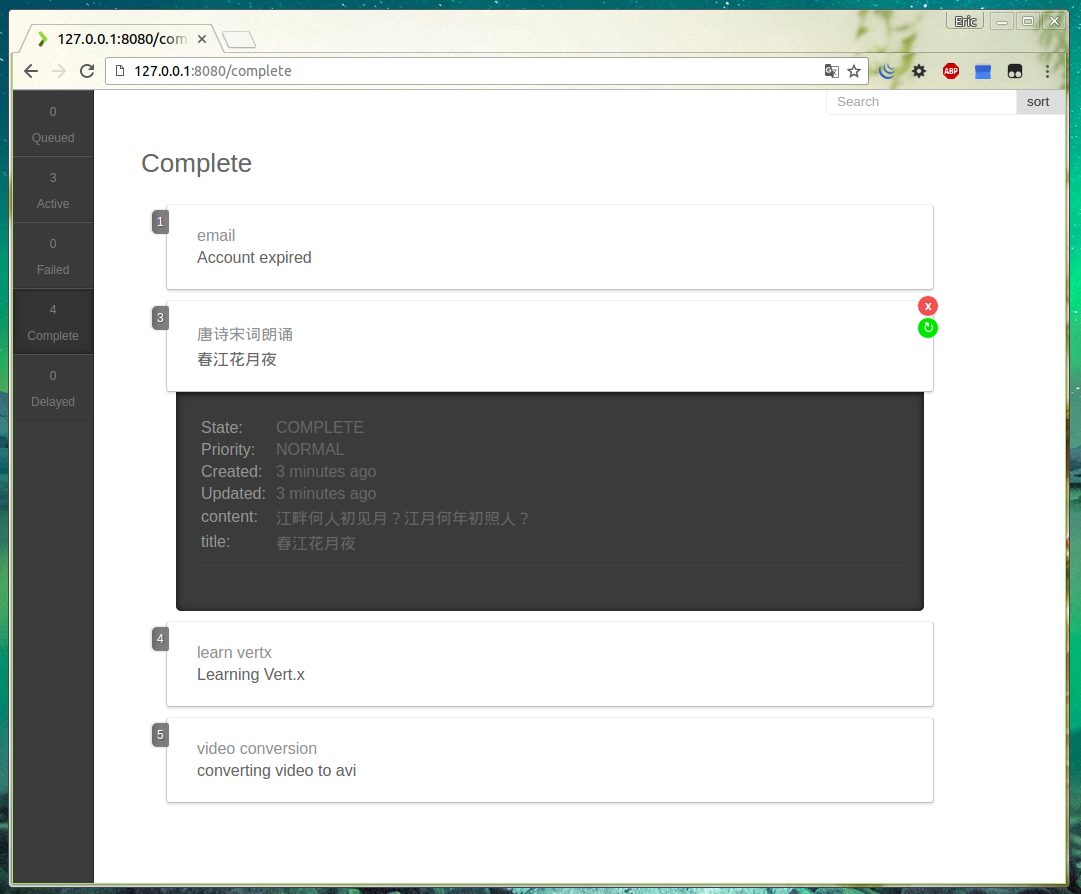 Eric
127.0.0.1:8080/com
127.0.0.1:8080/complete
ABP
0
Queued
3
Active
0
Failed
4
Complete
0
Delayed
Search
sort
Complete
1
email
Account expired
3
x
唐诗宋词朗诵
春江花月夜
State: COMPLETE
Priority: NORMAL
Created: 3 minutes ago
Updated: 3 minutes ago
content: 江畔何人初见月？江月何年初照人？
title: 春江花月夜
4
learn vertx
Learning Vert.x
5
video conversion
converting video to avi